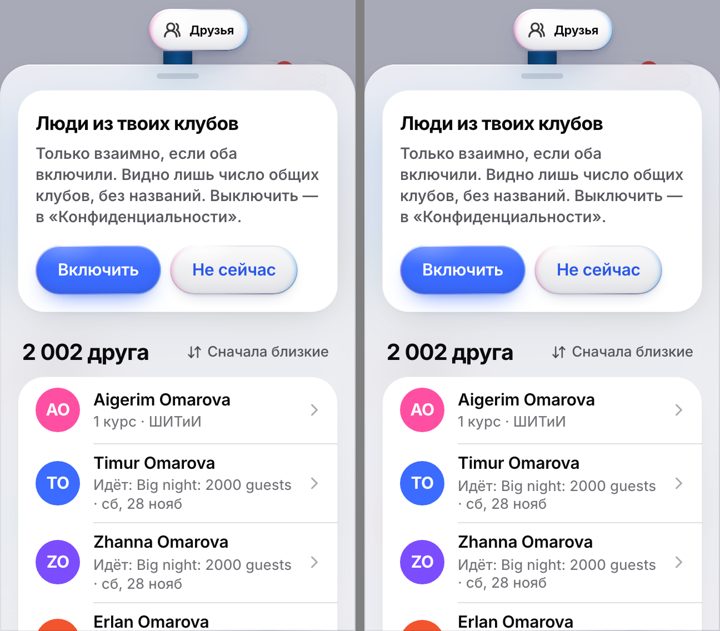 Друзья
Люди из твоих клубов
Только взаимно, если оба
включили. Видно лишь число общих
клубов, без названий. Выключить —
в «Конфиденциальности».
Включить
Не сейчас
2 002 друга
Сначала близкие
AO
Aigerim Omarova
1 курс · ШИТиИ
TO
Timur Omarova
Идёт: Big night: 2000 guests
· сб, 28 нояб
ZO
Zhanna Omarova
Идёт: Big night: 2000 guests
· сб, 28 нояб
Erlan Omarova
Друзья
Люди из твоих клубов
Только взаимно, если оба
включили. Видно лишь число общих
клубов, без названий. Выключить —
в «Конфиденциальности».
Включить
Не сейчас
2 002 друга
Сначала близкие
AO
Aigerim Omarova
1 курс · ШИТиИ
TO
Timur Omarova
Идёт: Big night: 2000 guests
· сб, 28 нояб
ZO
Zhanna Omarova
Идёт: Big night: 2000 guests
· сб, 28 нояб
Erlan Omarova